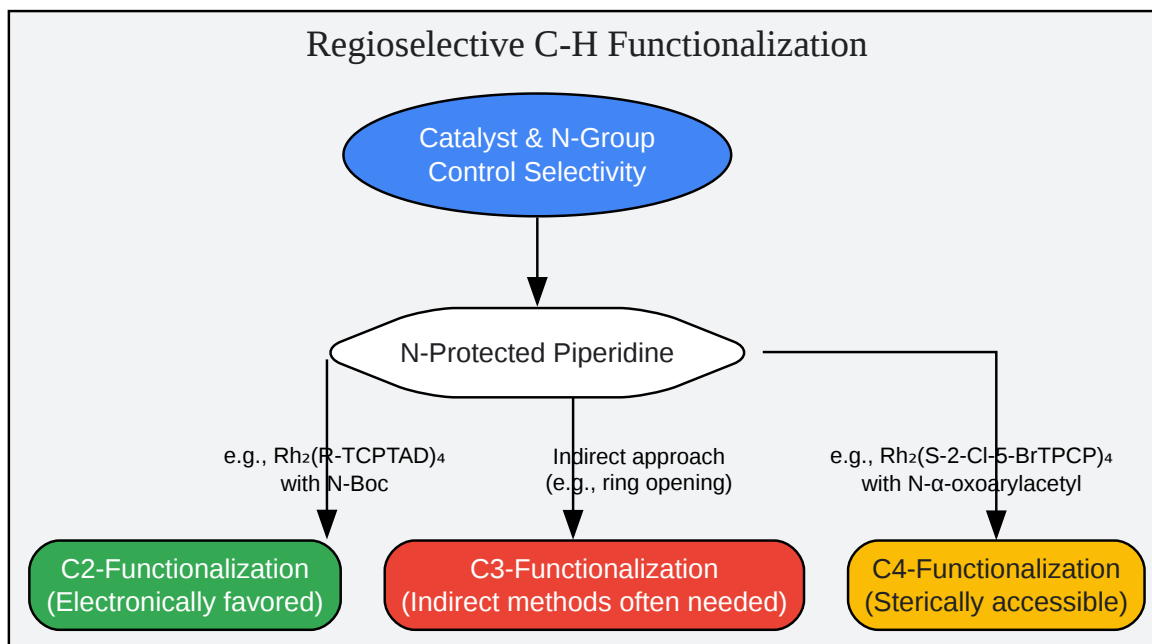 Regioselective C-H Functionalization
Catalyst & N-Group
Control Selectivity
N-Protected Piperidine
e.g., Rh₂(R-TCPTAD)₄
with N-Boc
Indirect approach
(e.g., ring opening)
e.g., Rh₂(S-2-Cl-5-BrTPCP)₄
with N-α-oxoarylacetyl
C2-Functionalization
(Electronically favored)
C3-Functionalization
(Indirect methods often needed)
C4-Functionalization
(Sterically accessible)